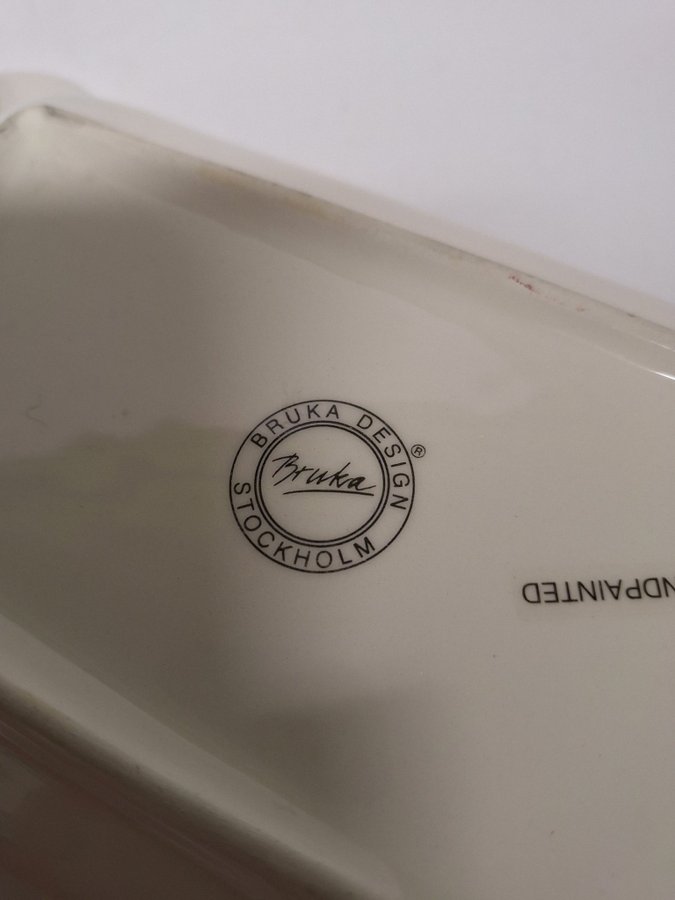 BRUKA DESIGN
®
Bruka
STOCKHOLM
NDPAINTED